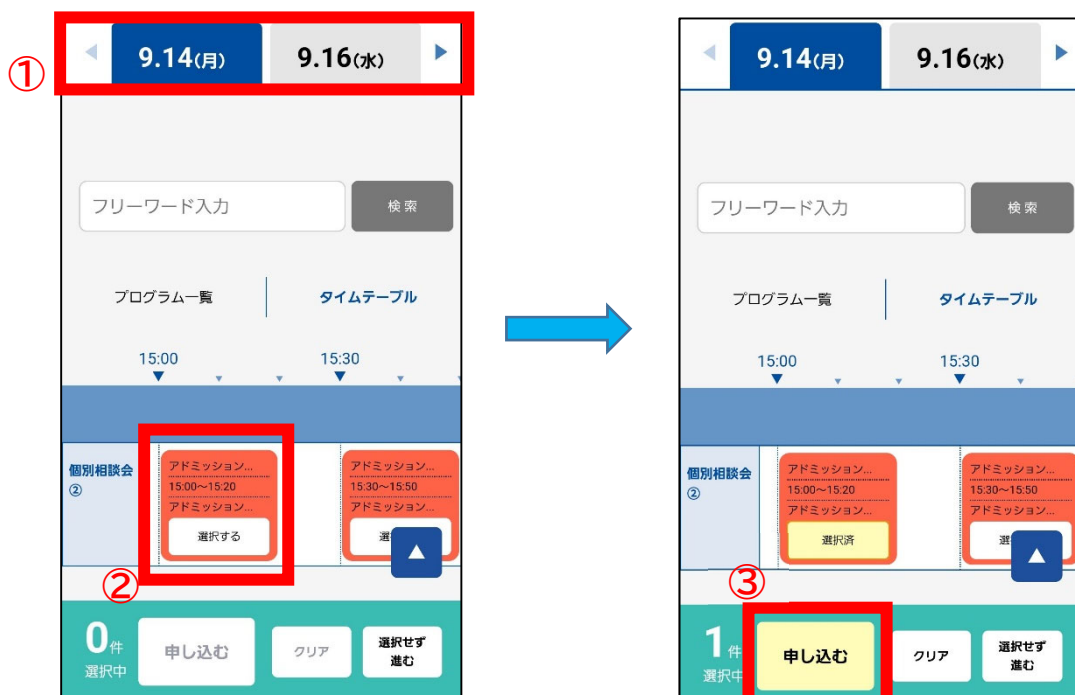 ①
9.14(月)
9.16(水)
フリーワード入力
検索
プログラム一覧
タイムテーブル
15:00
15:30
個別相談会
②
アドミッション...
15:00～15:20
アドミッション...
選択する
アドミッション...
15:30～15:50
アドミッション...
選
②
0件
選択中
申し込む
クリア
選択せず
進む
9.14(月)
9.16(水)
フリーワード入力
検索
プログラム一覧
タイムテーブル
15:00
15:30
個別相談会
②
アドミッション...
15:00～15:20
アドミッション...
選択済
アドミッション...
15:30～15:50
アドミッション...
選
③
1件
選択中
申し込む
クリア
選択せず
進む